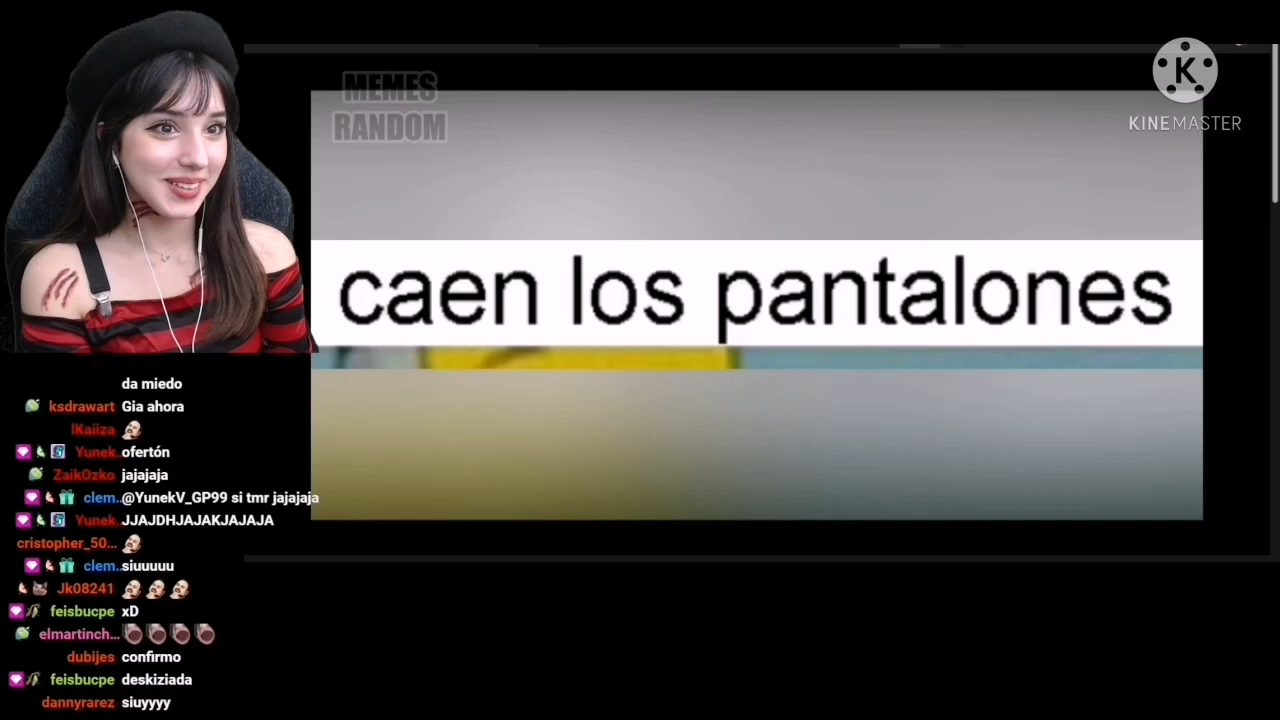 MEMES
RANDOM
K
KINEMASTER
caen los pantalones
da miedo
ksdrawart Gia ahora
lKaiiza
Yunek.. ofertón
ZaikOzko jajajaja
clem.. @YunekV_GP99 si tmr jajajaja
Yunek.. JJAJDHJAJAKJAJAJA
cristopher_50...
clem.. siuuuuu
Jk08241
feisbucpe xD
elmartinch...
dubijes confirmo
feisbucpe deskiziada
dannyrarez siuyyyy